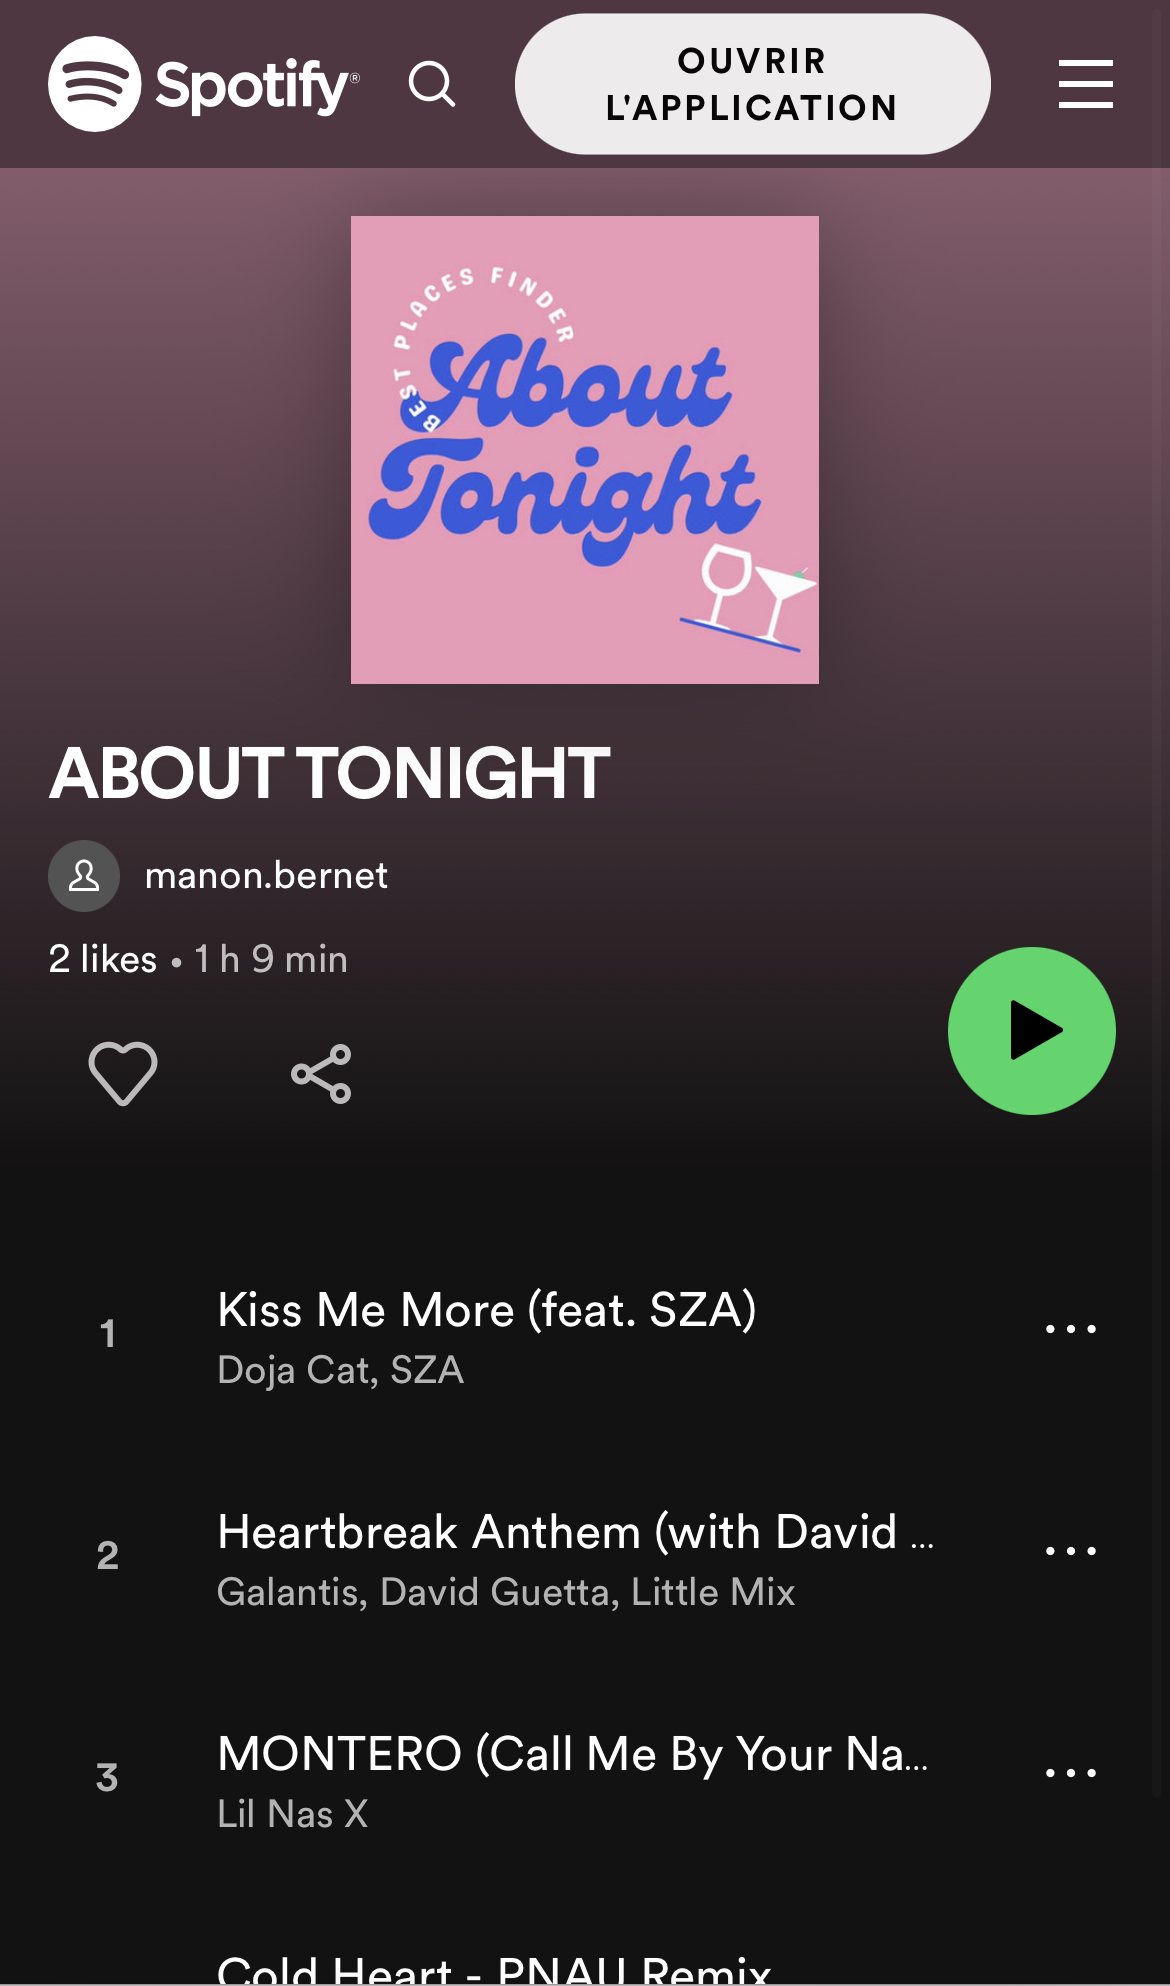 Spotify®
OUVRIR
L'APPLICATION
BEST PLACES FINDER
About
Tonight
ABOUT TONIGHT
manon.bernet
2 likes • 1 h 9 min
1
Kiss Me More (feat. SZA)
Doja Cat, SZA
2
Heartbreak Anthem (with David ...
Galantis, David Guetta, Little Mix
3
MONTERO (Call Me By Your Na...
Lil Nas X
Cold Heart - PNAU Remix